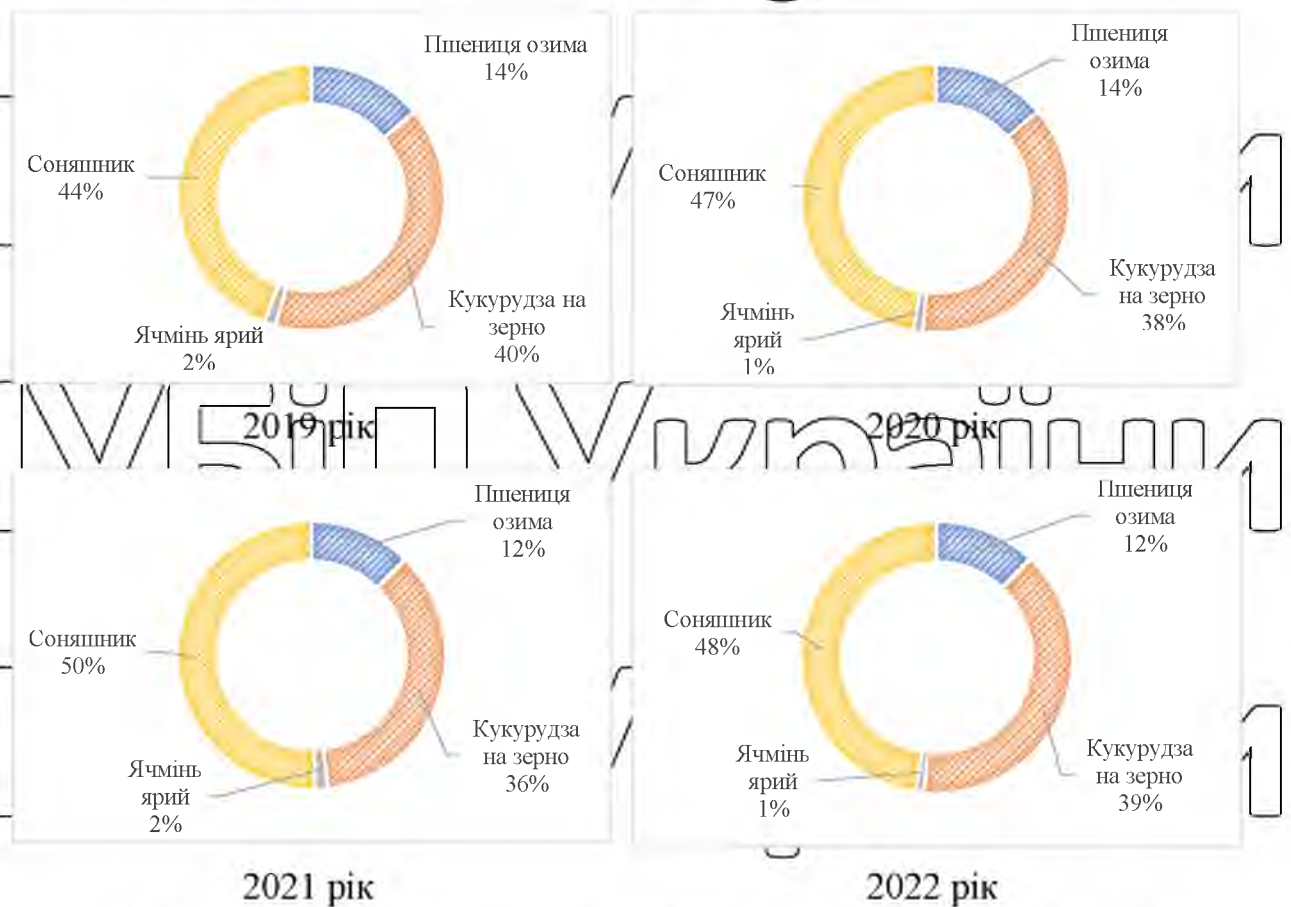 Пшениця озима
14%
Соняшник
44%
Кукурудза на
зерно
40%
Ячмінь ярий
2%
2019 рік
Пшениця
озима
14%
Соняшник
47%
Кукурудза
на зерно
38%
Ячмінь
ярий
1%
2020 рік
Пшениця
озима
12%
Соняшник
50%
Кукурудза
на зерно
36%
Ячмінь
ярий
2%
2021 рік
Пшениця
озима
12%
Соняшник
48%
Кукурудза
на зерно
39%
Ячмінь
ярий
1%
2022 рік